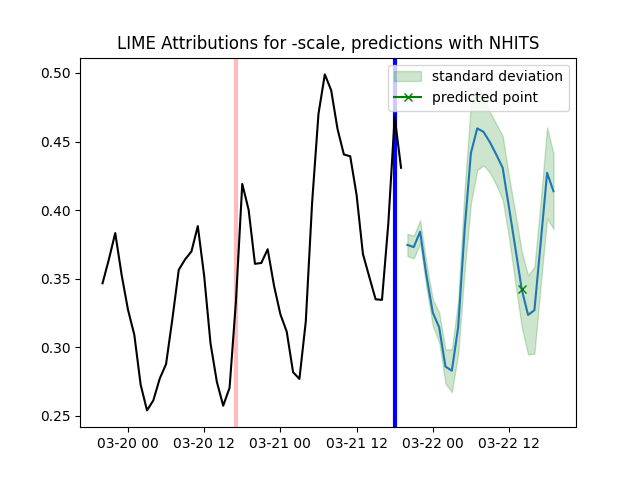 LIME Attributions for -scale, predictions with NHITS
standard deviation
predicted point
0.50
0.45
0.40
0.35
0.30
0.25
03-20 00 03-20 12 03-21 00 03-21 12 03-22 00 03-22 12